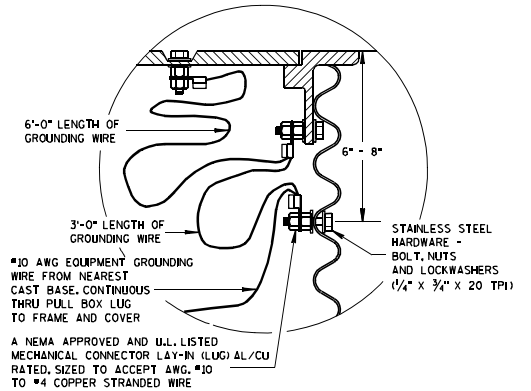 6'-0" LENGTH OF
GROUNDING WIRE
6" - 8"
3'-0" LENGTH OF
GROUNDING WIRE
STAINLESS STEEL
HARDWARE -
BOLT, NUTS
AND LOCKWASHERS
(1/4" X 3/4" X 20 TPI)
#10 AWG EQUIPMENT GROUNDING
WIRE FROM NEAREST
CAST BASE. CONTINUOUS
THRU PULL BOX LUG
TO FRAME AND COVER
A NEMA APPROVED AND U.L. LISTED
MECHANICAL CONNECTOR LAY-IN (LUG) AL/CU
RATED, SIZED TO ACCEPT AWG. #10
TO #4 COPPER STRANDED WIRE